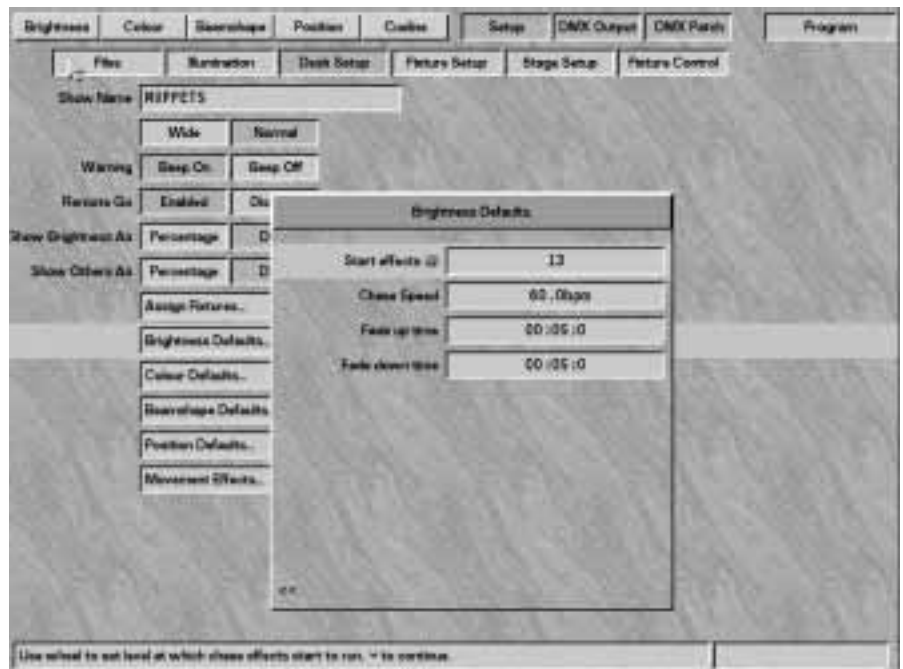 Brightness Colour Beamshape Position Cuelist Setup DMX Output DMX Patch Program
Files Illumination Desk Setup Fixture Setup Stage Setup Fixture Control
Show Name MUPPETS
Wide Normal
Warning Beep On Beep Off
Remote Go Enabled Dis
Show Brightness As Percentage D
Show Others As Percentage D
Assign Fixtures...
Brightness Defaults...
Colour Defaults...
Beamshape Defaults
Position Defaults...
Movement Effects...
Brightness Defaults
Start effects @ 13
Chase Speed 60.0bpm
Fade up time 00:05:0
Fade down time 00:05:0
<<
Use wheel to set level at which chase effects start to run. to continue.